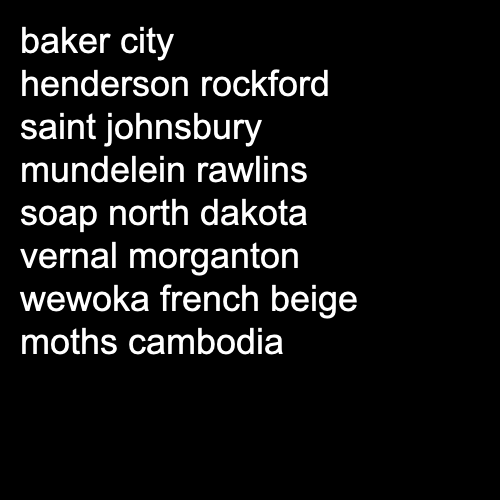 baker city
henderson rockford
saint johnsbury
mundelein rawlins
soap north dakota
vernal morganton
wewoka french beige
moths cambodia